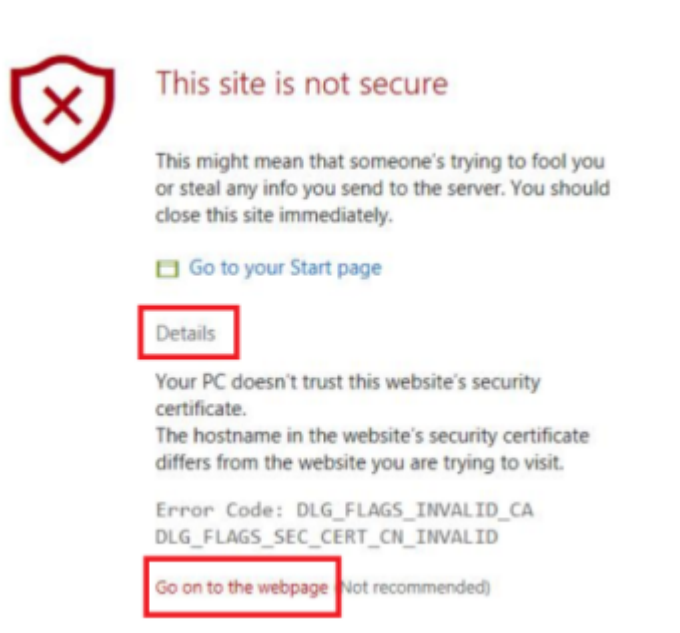 This site is not secure
This might mean that someone's trying to fool you
or steal any info you send to the server. You should
close this site immediately.
Go to your Start page
Details
Your PC doesn't trust this website's security
certificate.
The hostname in the website's security certificate
differs from the website you are trying to visit.
Error Code: DLG_FLAGS_INVALID_CA
DLG_FLAGS_SEC_CERT_CN_INVALID
Go on to the webpage (Not recommended)